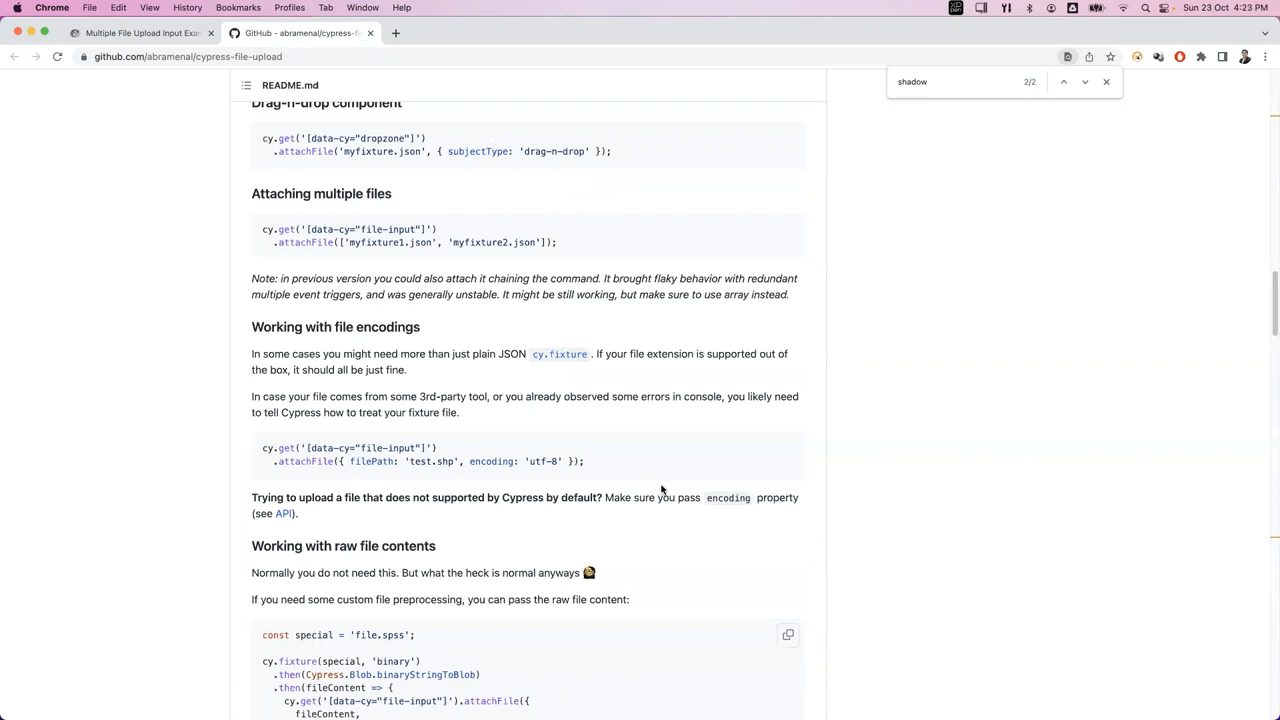 Chrome File Edit View History Bookmarks Profiles Tab Window Help Sun 23 Oct 4:23 PM
Multiple File Upload Input Exa GitHub - abramenal/cypress-fi
github.com/abramenal/cypress-file-upload
shadow 2/2
README.md
Drag-n-drop component
cy.get('[data-cy="dropzone"]')
.attachFile('myfixture.json', { subjectType: 'drag-n-drop' });
Attaching multiple files
cy.get('[data-cy="file-input"]')
.attachFile(['myfixture1.json', 'myfixture2.json']);
Note: in previous version you could also attach it chaining the command. It brought flaky behavior with redundant
multiple event triggers, and was generally unstable. It might be still working, but make sure to use array instead.
Working with file encodings
In some cases you might need more than just plain JSON cy.fixture. If your file extension is supported out of
the box, it should all be just fine.
In case your file comes from some 3rd-party tool, or you already observed some errors in console, you likely need
to tell Cypress how to treat your fixture file.
cy.get('[data-cy="file-input"]')
.attachFile({ filePath: 'test.shp', encoding: 'utf-8' });
Trying to upload a file that does not supported by Cypress by default? Make sure you pass encoding property
(see API).
Working with raw file contents
Normally you do not need this. But what the heck is normal anyways
If you need some custom file preprocessing, you can pass the raw file content:
const special = 'file.spss';
cy.fixture(special, 'binary')
.then(Cypress.Blob.binaryStringToBlob)
.then(fileContent => {
cy.get('[data-cy="file-input"]').attachFile({
fileContent,